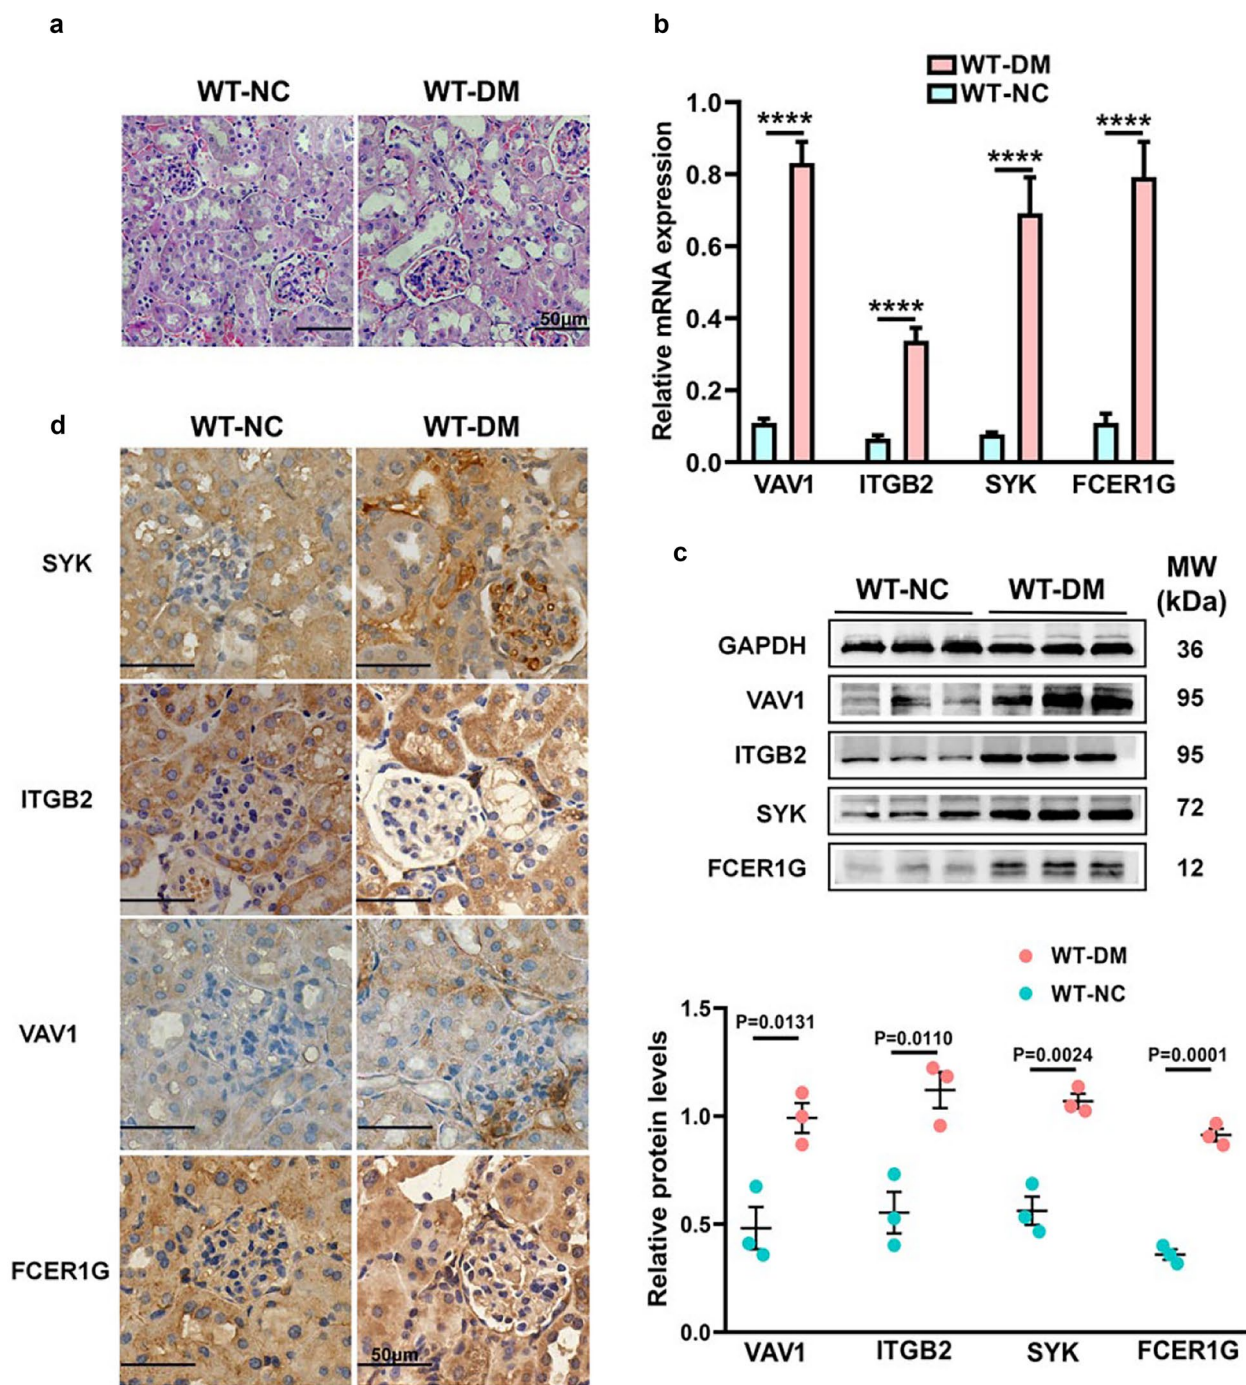 a
WT-NC WT-DM
50μm
b
WT-DM
WT-NC
Relative mRNA expression
1.0
0.8
0.6
0.4
0.2
0.0
**** **** **** ****
VAV1 ITGB2 SYK FCER1G
d
WT-NC WT-DM
SYK
ITGB2
VAV1
FCER1G
50μm
c
WT-NC WT-DM MW
(kDa)
GAPDH 36
VAV1 95
ITGB2 95
SYK 72
FCER1G 12
WT-DM
WT-NC
Relative protein levels
1.5
1.0
0.5
0.0
P=0.0131 P=0.0110 P=0.0024 P=0.0001
VAV1 ITGB2 SYK FCER1G